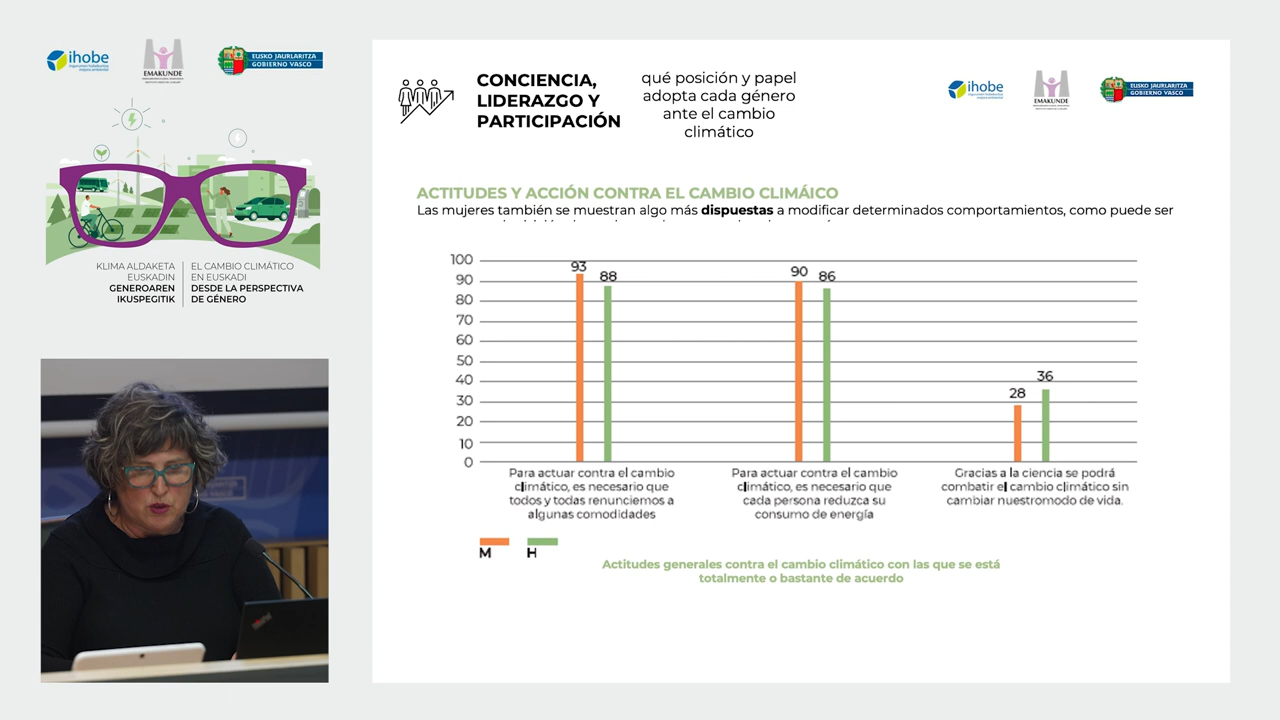 ihobe
EMAKUNDE
EUSKO JAURLARITZA
GOBIERNO VASCO
KLIMA ALDAKETA
EUSKADIN
GENEROAREN
IKUSPEGITIK
EL CAMBIO CLIMÁTICO
EN EUSKADI
DESDE LA PERSPECTIVA
DE GÉNERO
CONCIENCIA,
LIDERAZGO Y
PARTICIPACIÓN
qué posición y papel
adopta cada género
ante el cambio
climático
ihobe
EMAKUNDE
EUSKO JAURLARITZA
GOBIERNO VASCO
ACTITUDES Y ACCIÓN CONTRA EL CAMBIO CLIMÁICO
Las mujeres también se muestran algo más dispuestas a modificar determinados comportamientos, como puede ser
100
90
80
70
60
50
40
30
20
10
0
93
88
90
86
28
36
Para actuar contra el cambio
climático, es necesario que
todos y todas renunciemos a
algunas comodidades
Para actuar contra el cambio
climático, es necesario que
cada persona reduzca su
consumo de energía
Gracias a la ciencia se podrá
combatir el cambio climático sin
cambiar nuestromodo de vida.
M H
Actitudes generales contra el cambio climático con las que se está
totalmente o bastante de acuerdo